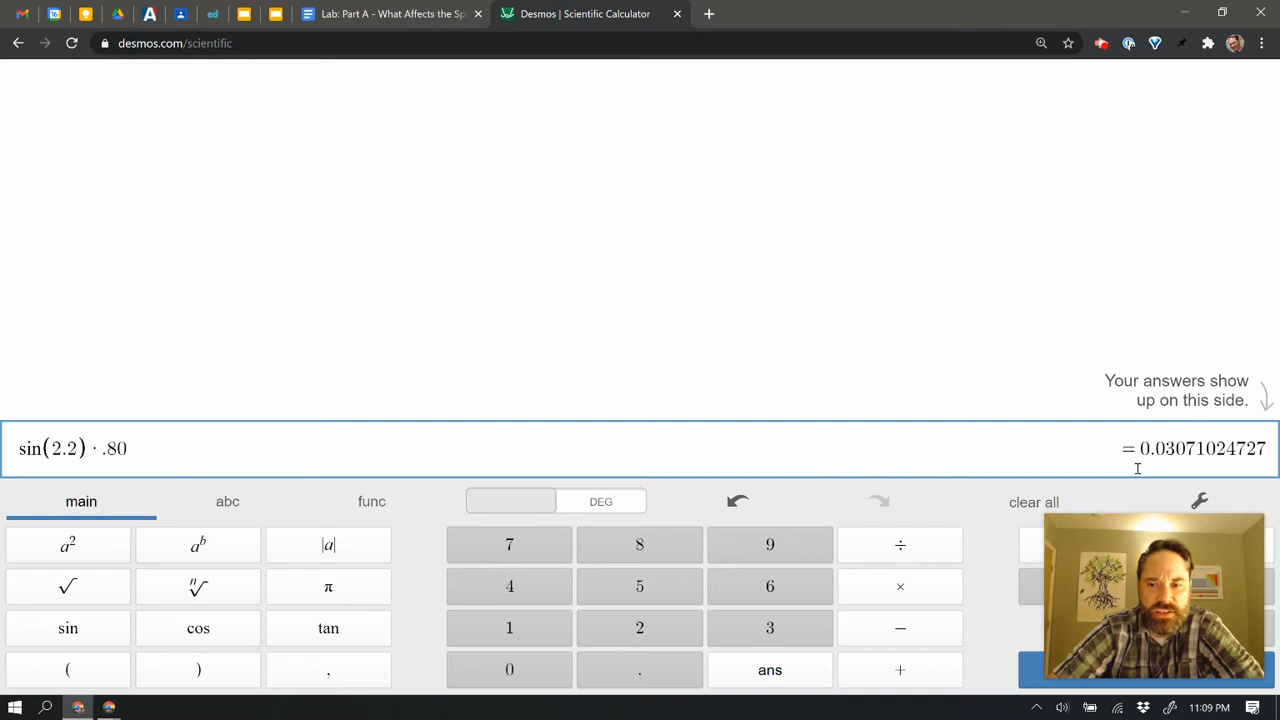 Lab: Part A - What Affects the Sp
Desmos | Scientific Calculator
desmos.com/scientific
Your answers show
up on this side.
sin(2.2) · .80
= 0.03071024727
main
abc
func
DEG
clear all
a²
aᵇ
|a|
7
8
9
÷
√
ⁿ√
π
4
5
6
×
sin
cos
tan
1
2
3
−
(
)
,
0
.
ans
+
11:09 PM